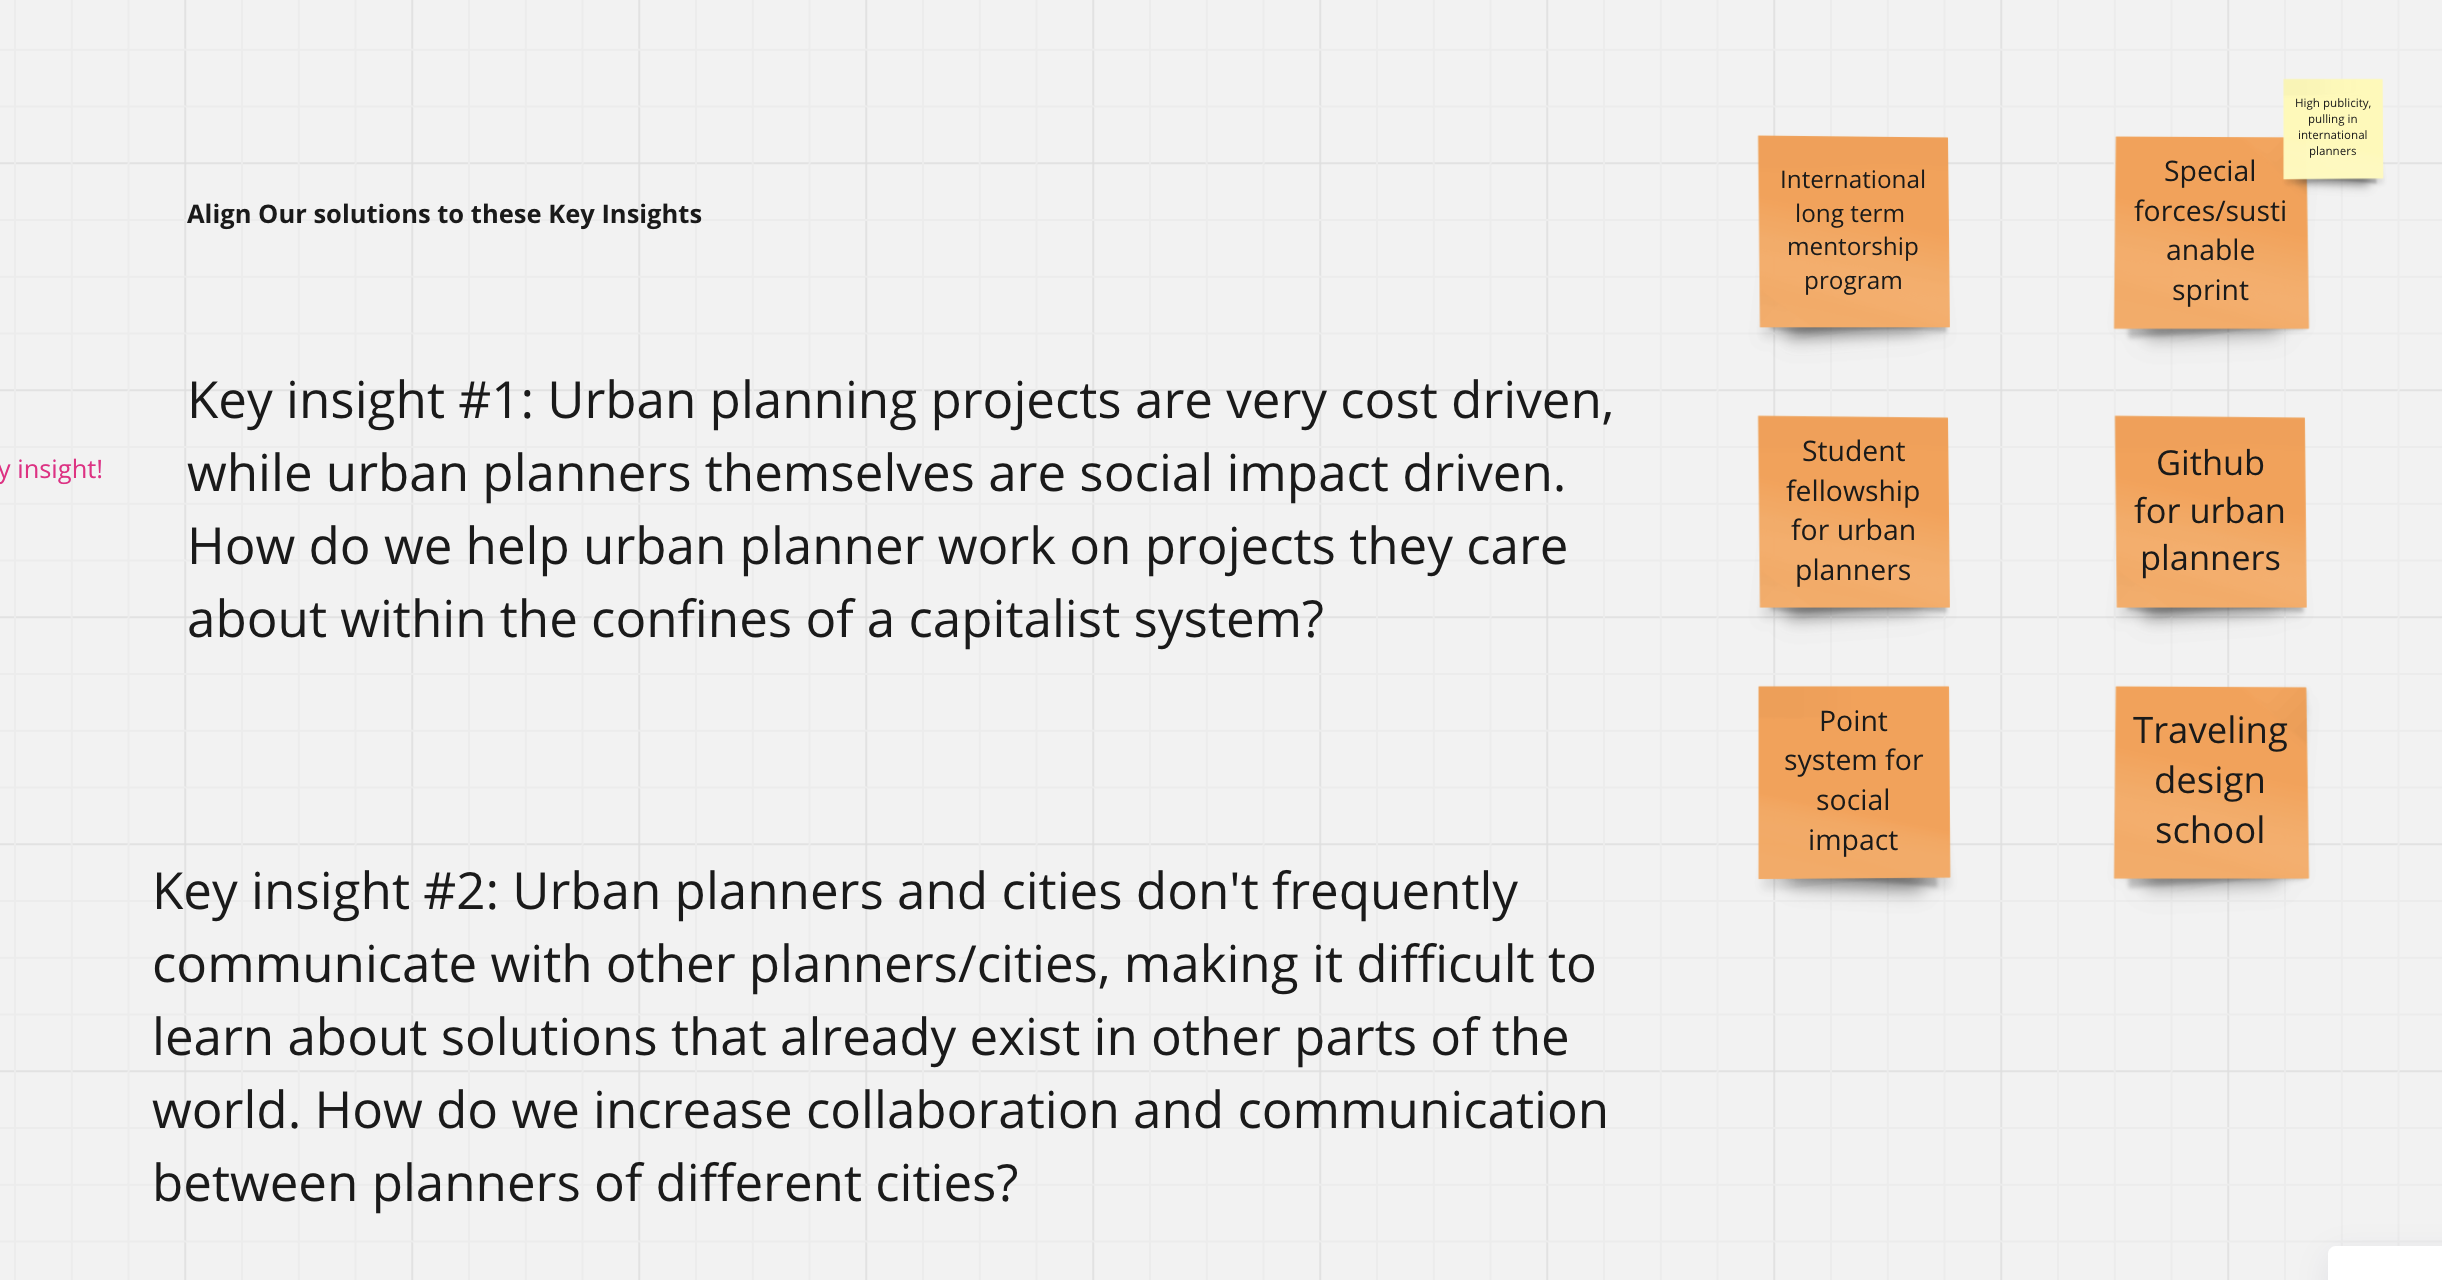 Align Our solutions to these Key Insights
y insight!
Key insight #1: Urban planning projects are very cost driven,
while urban planners themselves are social impact driven.
How do we help urban planner work on projects they care
about within the confines of a capitalist system?
Key insight #2: Urban planners and cities don't frequently
communicate with other planners/cities, making it difficult to
learn about solutions that already exist in other parts of the
world. How do we increase collaboration and communication
between planners of different cities?
International
long term
mentorship
program
Special
forces/susti
anable
sprint
High publicity,
pulling in
international
planners
Student
fellowship
for urban
planners
Github
for urban
planners
Point
system for
social
impact
Traveling
design
school